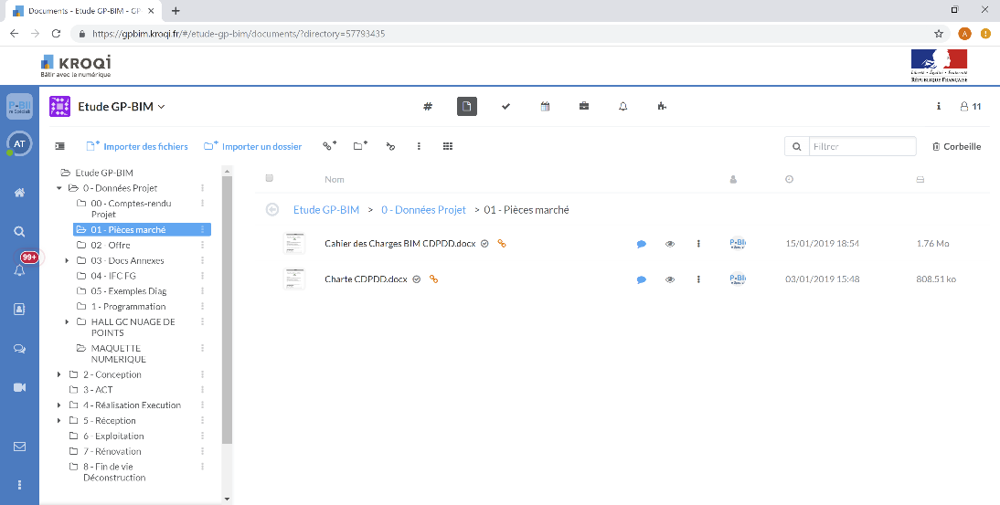 Documents - Etude GP-BIM - GP-
https://gpbim.kroqi.fr/#/etude-gp-bim/documents/?directory=57793435
A
KROQI
Bâtir avec le numérique
Liberté • Égalité • Fraternité
RÉPUBLIQUE FRANÇAISE
P-BI
re Spécialis
Etude GP-BIM
11
AT
Importer des fichiers
Importer un dossier
Filtrer
Corbeille
Etude GP-BIM
0 - Données Projet
00 - Comptes-rendu
Projet
01 - Pièces marché
02 - Offre
03 - Docs Annexes
04 - IFC FG
05 - Exemples Diag
1 - Programmation
HALL GC NUAGE DE
POINTS
MAQUETTE
NUMERIQUE
2 - Conception
3 - ACT
4 - Réalisation Execution
5 - Réception
6 - Exploitation
7 - Rénovation
8 - Fin de vie
Déconstruction
99+
Nom
Etude GP-BIM > 0 - Données Projet > 01 - Pièces marché
Cahier des Charges BIM CDPDD.docx
15/01/2019 18:54
1.76 Mo
Charte CDPDD.docx
03/01/2019 15:48
808.51 ko